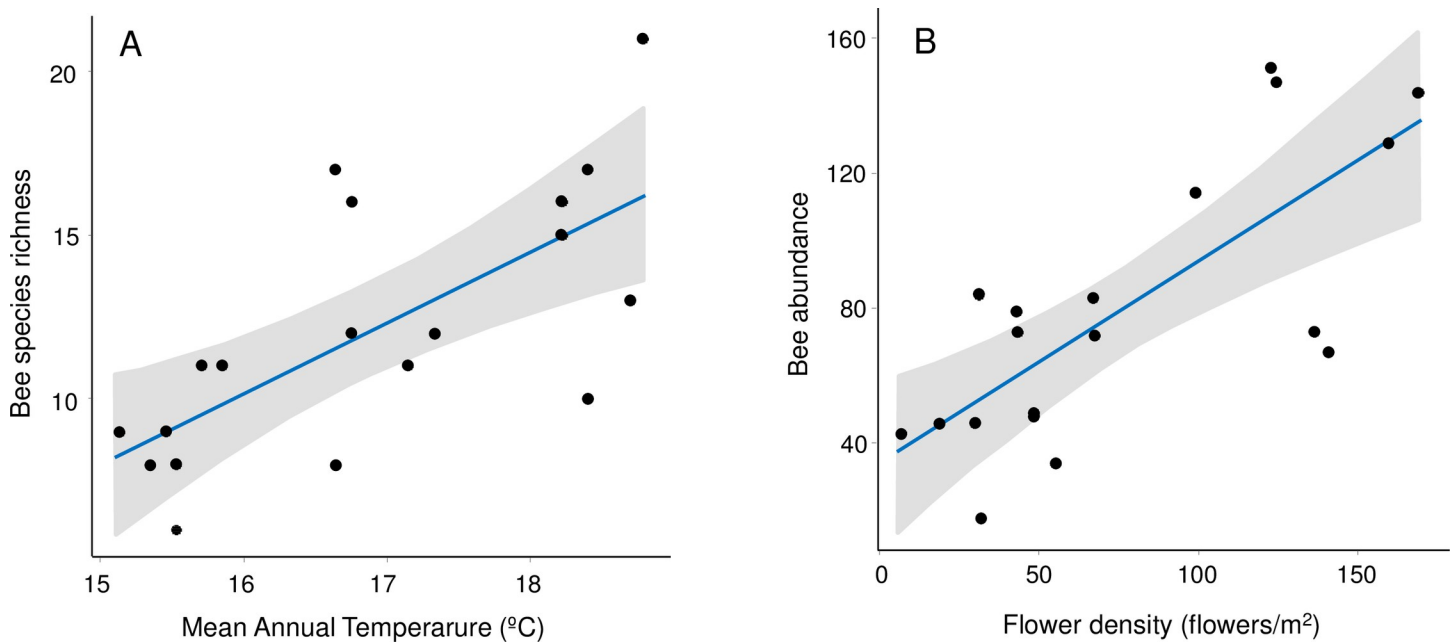 A
Bee species richness
20
15
10
15 16 17 18
Mean Annual Temperarure (ºC)
B
Bee abundance
160
120
80
40
0 50 100 150
Flower density (flowers/m²)